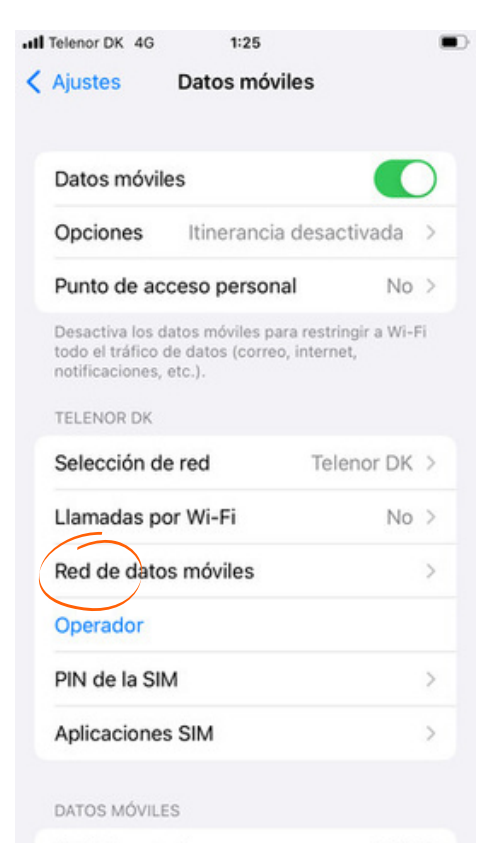 Telenor DK 4G 1:25
Ajustes Datos móviles
Datos móviles
Opciones Itinerancia desactivada
Punto de acceso personal No
Desactiva los datos móviles para restringir a Wi-Fi
todo el tráfico de datos (correo, internet,
notificaciones, etc.).
TELENOR DK
Selección de red Telenor DK
Llamadas por Wi-Fi No
Red de datos móviles
Operador
PIN de la SIM
Aplicaciones SIM
DATOS MÓVILES